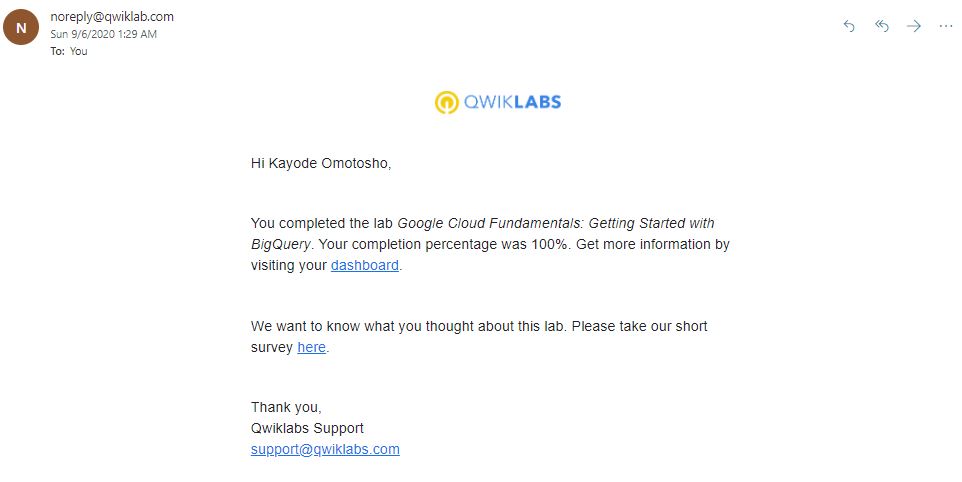 N
noreply@qwiklab.com
Sun 9/6/2020 1:29 AM
To: You
QWIKLABS
Hi Kayode Omotosho,
You completed the lab Google Cloud Fundamentals: Getting Started with
BigQuery. Your completion percentage was 100%. Get more information by
visiting your dashboard.
We want to know what you thought about this lab. Please take our short
survey here.
Thank you,
Qwiklabs Support
support@qwiklabs.com